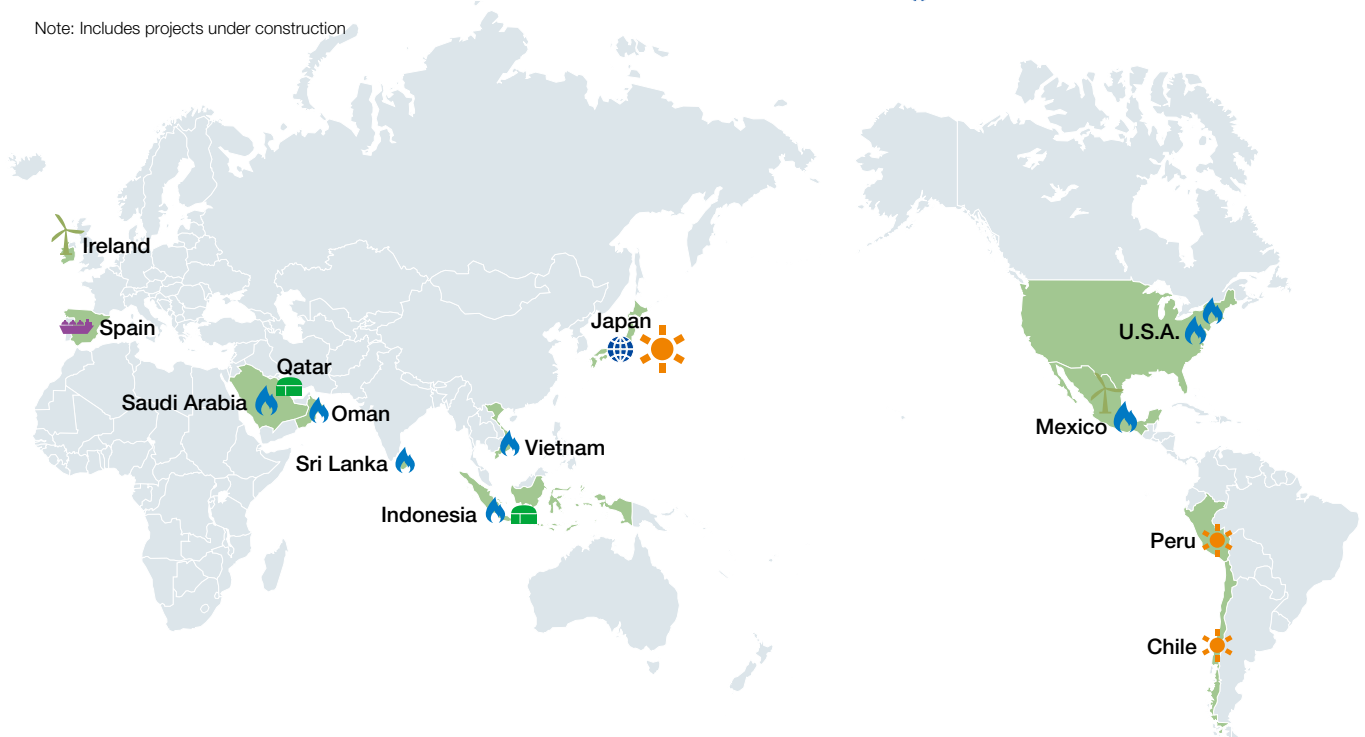 Note: Includes projects under construction
Ireland
Spain
Japan
Qatar
Saudi Arabia
Oman
Vietnam
Sri Lanka
Indonesia
U.S.A.
Mexico
Peru
Chile